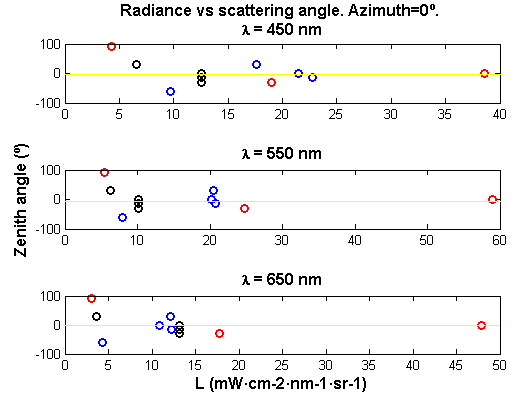 Radiance vs scattering angle. Azimuth=0º.
λ = 450 nm
100
0
-100
0 5 10 15 20 25 30 35 40
λ = 550 nm
Zenith angle (º)
100
0
-100
0 10 20 30 40 50 60
λ = 650 nm
100
0
-100
0 5 10 15 20 25 30 35 40 45 50
L (mW·cm-2·nm-1·sr-1)